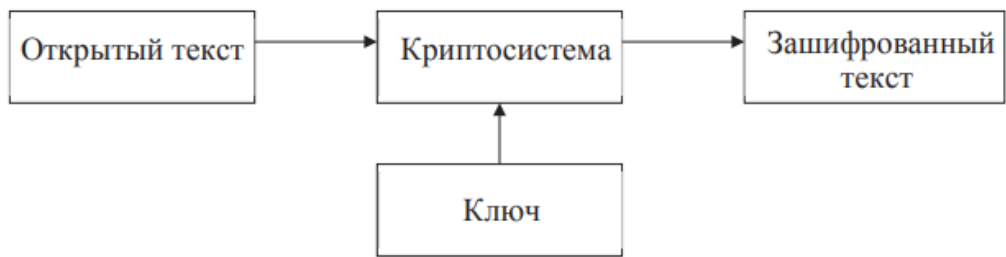 Открытый текст
Криптосистема
Зашифрованный
текст
Ключ